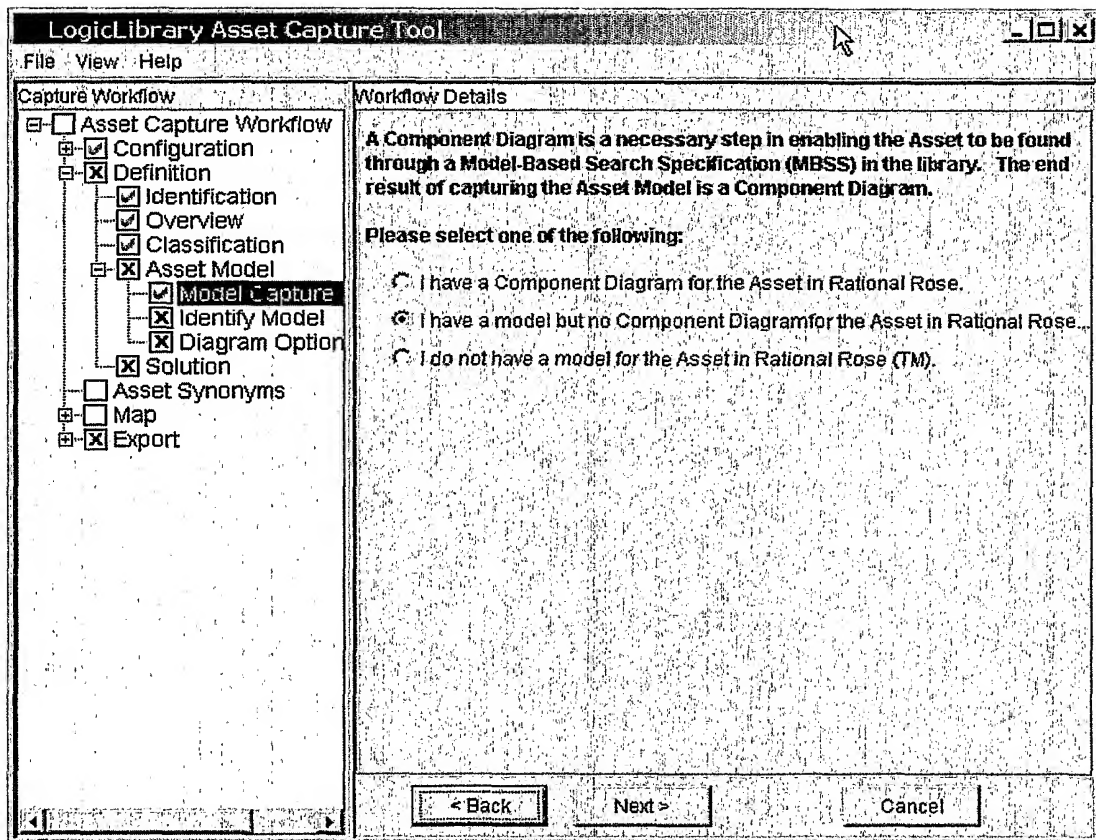 LogicLibrary Asset Capture Tool
File View Help
Capture Workflow
Asset Capture Workflow
Configuration
Definition
Identification
Overview
Classification
Asset Model
Model Capture
Identify Model
Diagram Option
Solution
Asset Synonyms
Map
Export
Workflow Details
A Component Diagram is a necessary step in enabling the Asset to be found
through a Model-Based Search Specification (MBSS) in the library. The end
result of capturing the Asset Model is a Component Diagram.
Please select one of the following:
I have a Component Diagram for the Asset in Rational Rose.
I have a model but no Component Diagramfor the Asset in Rational Rose...
I do not have a model for the Asset in Rational Rose (TM).
< Back Next > Cancel